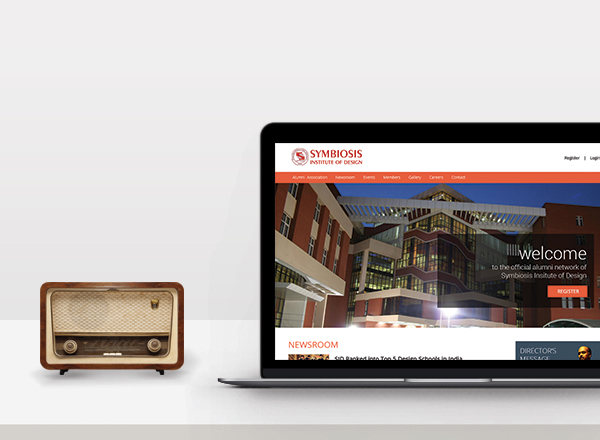 SYMBIOSIS
INSTITUTE OF DESIGN
Register | Login
Alumni Association Newsroom Events Members Gallery Careers Contact
welcome
to the official alumni network of
Symbiosis Insitute of Design
REGISTER
NEWSROOM
SID Ranked into Top 5 Design Schools in India
DIRECTOR'S
MESSAGE